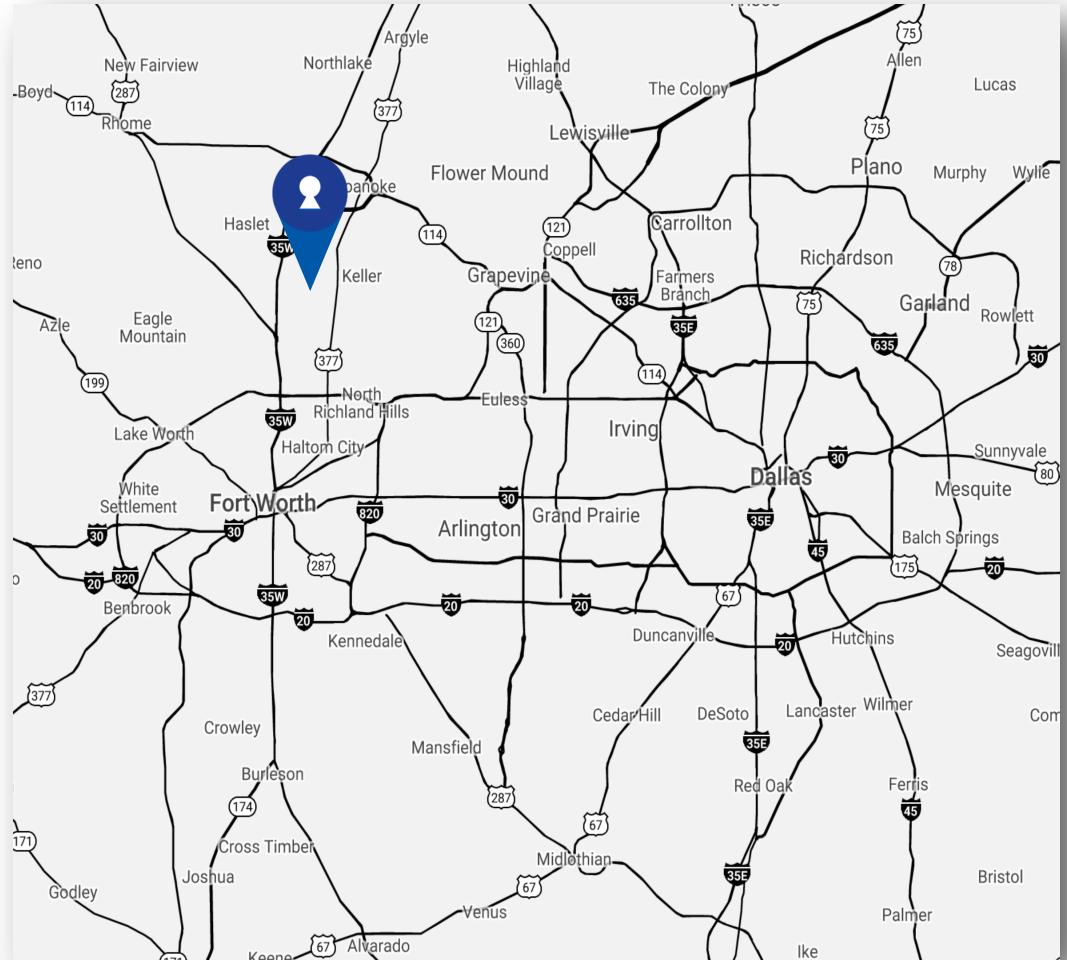 Argyle
75
New Fairview
Northlake
Highland
Village
Allen
Lucas
287
Boyd
114
377
The Colony
Rhome
75
Lewisville
Plano
Flower Mound
Murphy
Wylie
Haslet
121
Carrollton
114
35W
Coppell
Richardson
78
Grapevine
Keller
Farmers
Branch
635
75
Garland
Rowlett
Azle
Eagle
Mountain
121
35E
360
635
30
377
114
199
North
Richland Hills
Euless
35W
Irving
Lake Worth
Haltom City
30
Sunnyvale
80
Dallas
White
Settlement
Fort Worth
30
Mesquite
820
Grand Prairie
35E
Arlington
30
30
45
Balch Springs
287
175
20
20
820
35W
67
Benbrook
20
20
20
Kennedale
Duncanville
20
Hutchins
377
Cedar Hill
DeSoto
Lancaster
Wilmer
Crowley
Mansfield
35E
Burleson
Red Oak
Ferris
287
174
45
67
171
Cross Timber
Midlothian
35E
Joshua
67
Bristol
Godley
Venus
Palmer
67
Alvarado
Ike
Keene